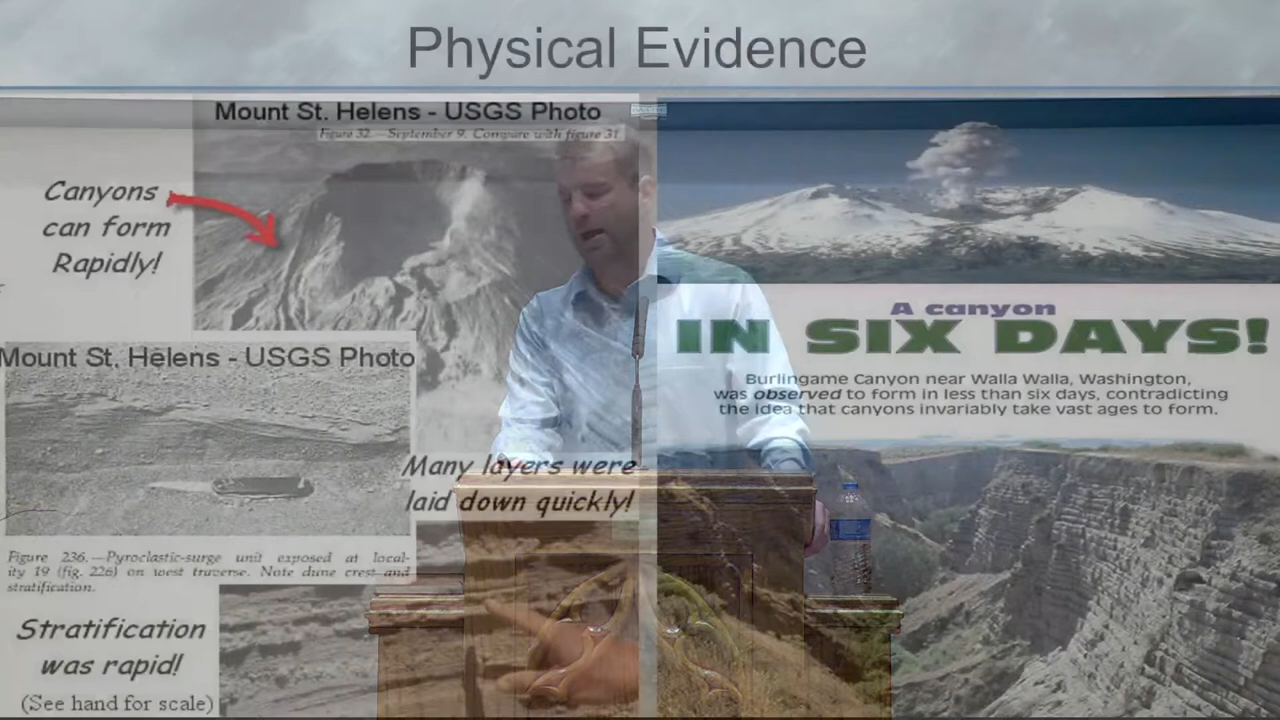 Physical Evidence
Mount St. Helens - USGS Photo
Figure 32. — September 9. Compare with figure 31
Canyons
can form
Rapidly!
Mount St. Helens - USGS Photo
Many layers were
laid down quickly!
Figure 236.—Pyroclastic-surge unit exposed at local-
ity 19 (fig. 226) on west traverse. Note dune crest and
stratification.
Stratification
was rapid!
(See hand for scale)
A canyon
IN SIX DAYS!
Burlingame Canyon near Walla Walla, Washington,
was observed to form in less than six days, contradicting
the idea that canyons invariably take vast ages to form.